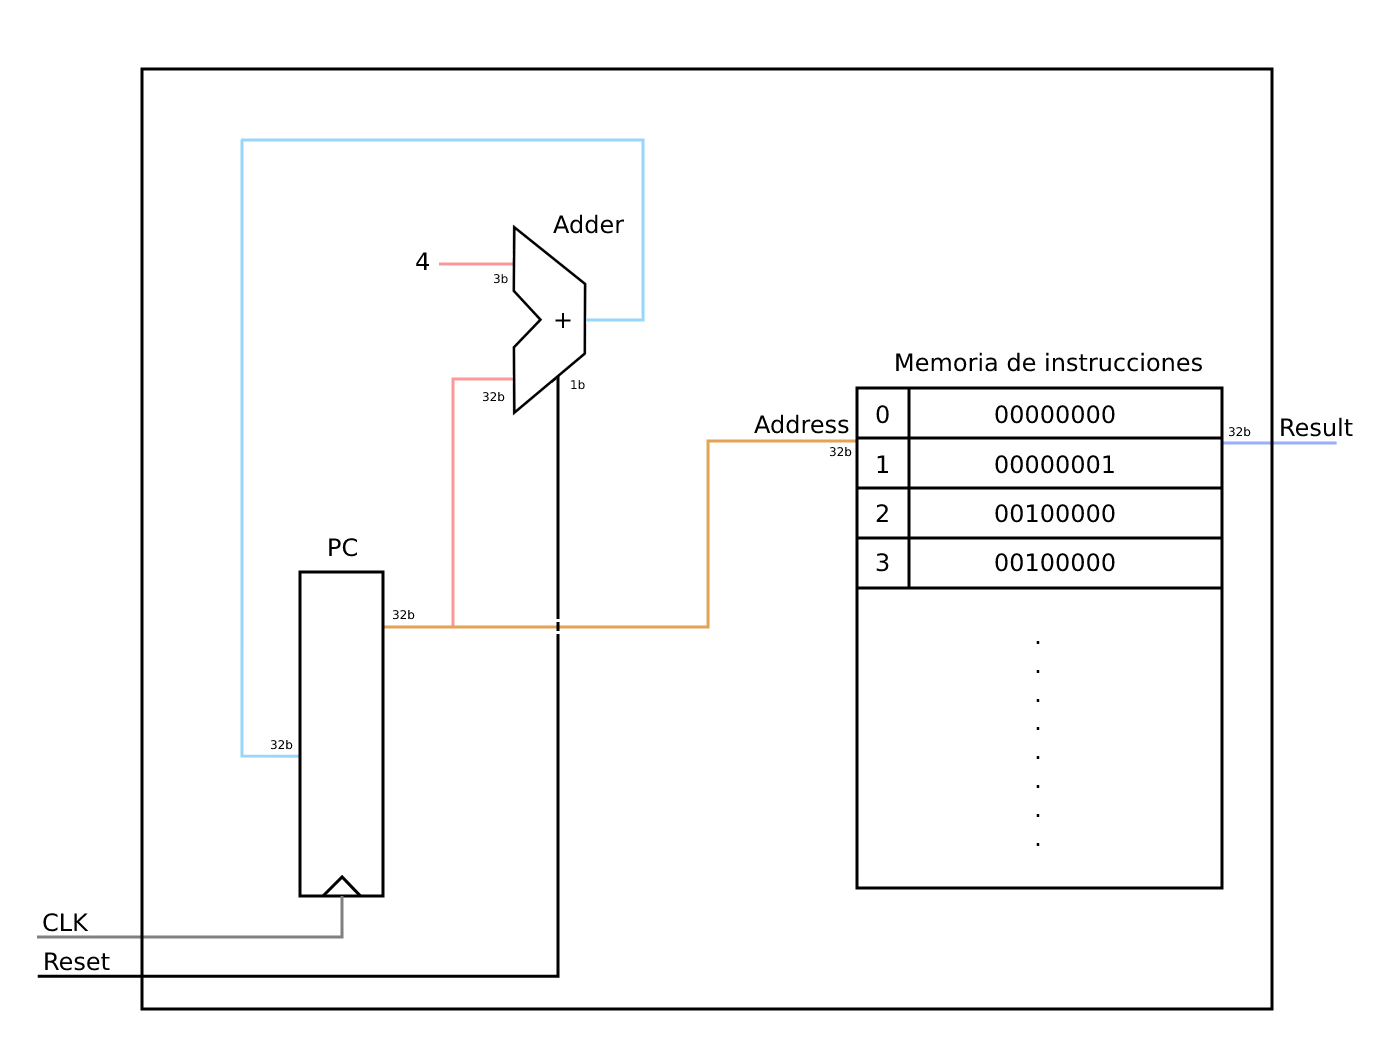 Adder
4
3b
+
1b
32b
Memoria de instrucciones
0 00000000
Address
32b
32b
Result
1 00000001
2 00100000
3 00100000
.
.
.
.
.
.
.
.
PC
32b
32b
CLK
Reset